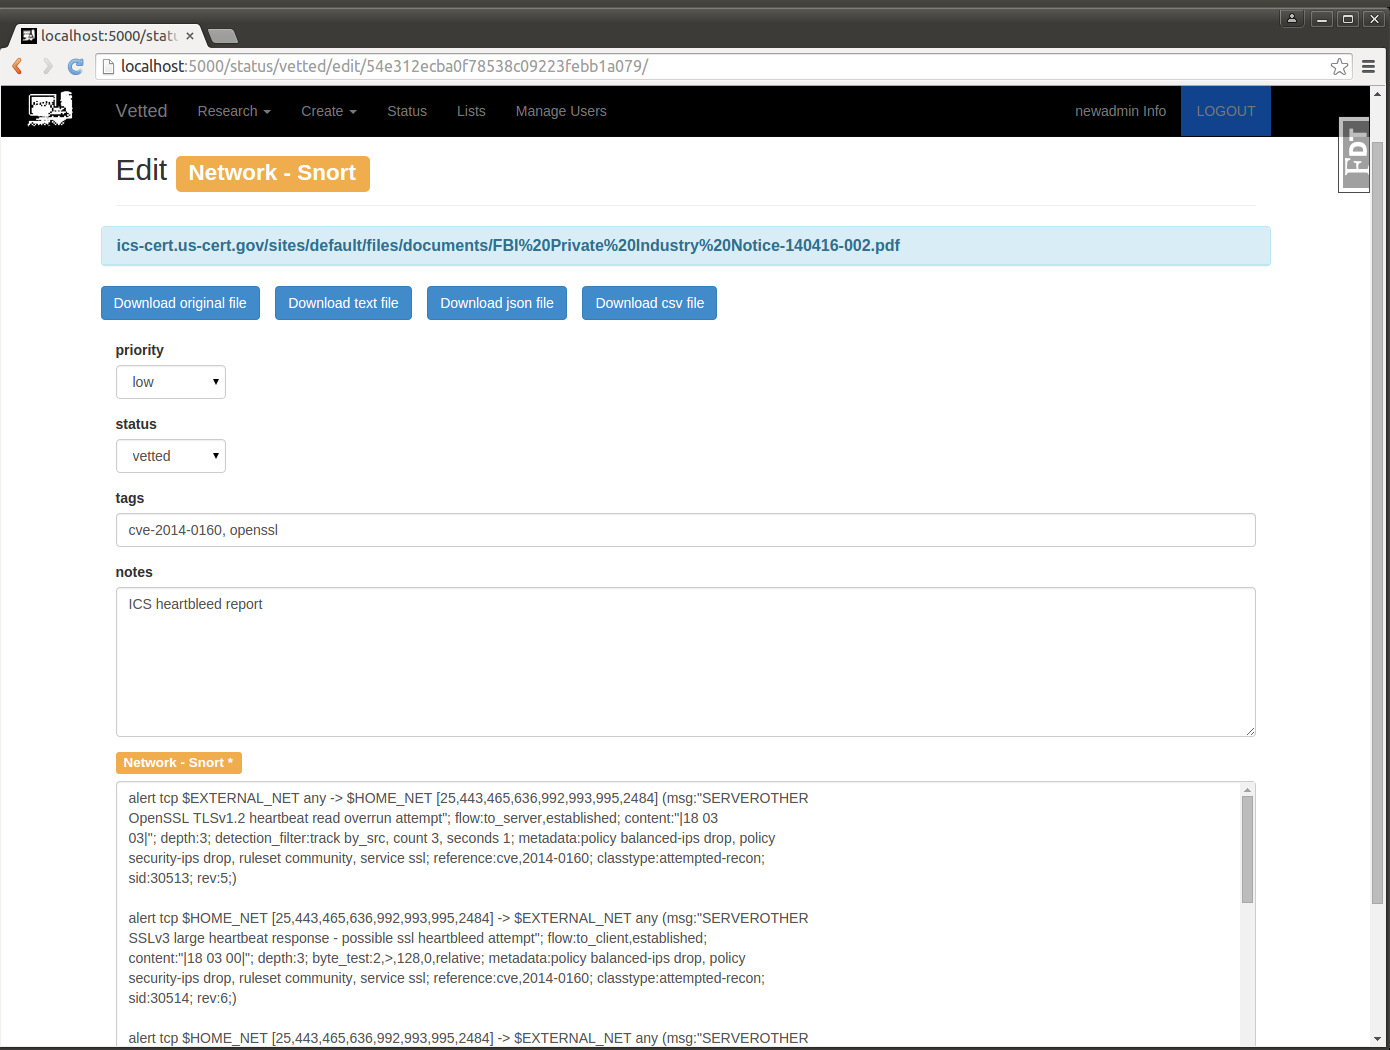 localhost:5000/statu
localhost:5000/status/vetted/edit/54e312ecba0f78538c09223febb1a079/
Vetted Research Create Status Lists Manage Users newadmin Info LOGOUT
EDT
Edit Network - Snort
ics-cert.us-cert.gov/sites/default/files/documents/FBI%20Private%20Industry%20Notice-140416-002.pdf
Download original file Download text file Download json file Download csv file
priority
low
status
vetted
tags
cve-2014-0160, openssl
notes
ICS heartbleed report
Network - Snort *
alert tcp $EXTERNAL_NET any -> $HOME_NET [25,443,465,636,992,993,995,2484] (msg:"SERVEROTHER
OpenSSL TLSv1.2 heartbeat read overrun attempt"; flow:to_server,established; content:"|18 03
03|"; depth:3; detection_filter:track by_src, count 3, seconds 1; metadata:policy balanced-ips drop, policy
security-ips drop, ruleset community, service ssl; reference:cve,2014-0160; classtype:attempted-recon;
sid:30513; rev:5;)
alert tcp $HOME_NET [25,443,465,636,992,993,995,2484] -> $EXTERNAL_NET any (msg:"SERVEROTHER
SSLv3 large heartbeat response - possible ssl heartbleed attempt"; flow:to_client,established;
content:"|18 03 00|"; depth:3; byte_test:2,>,128,0,relative; metadata:policy balanced-ips drop, policy
security-ips drop, ruleset community, service ssl; reference:cve,2014-0160; classtype:attempted-recon;
sid:30514; rev:6;)
alert tcp $HOME_NET [25,443,465,636,992,993,995,2484] -> $EXTERNAL_NET any (msg:"SERVEROTHER